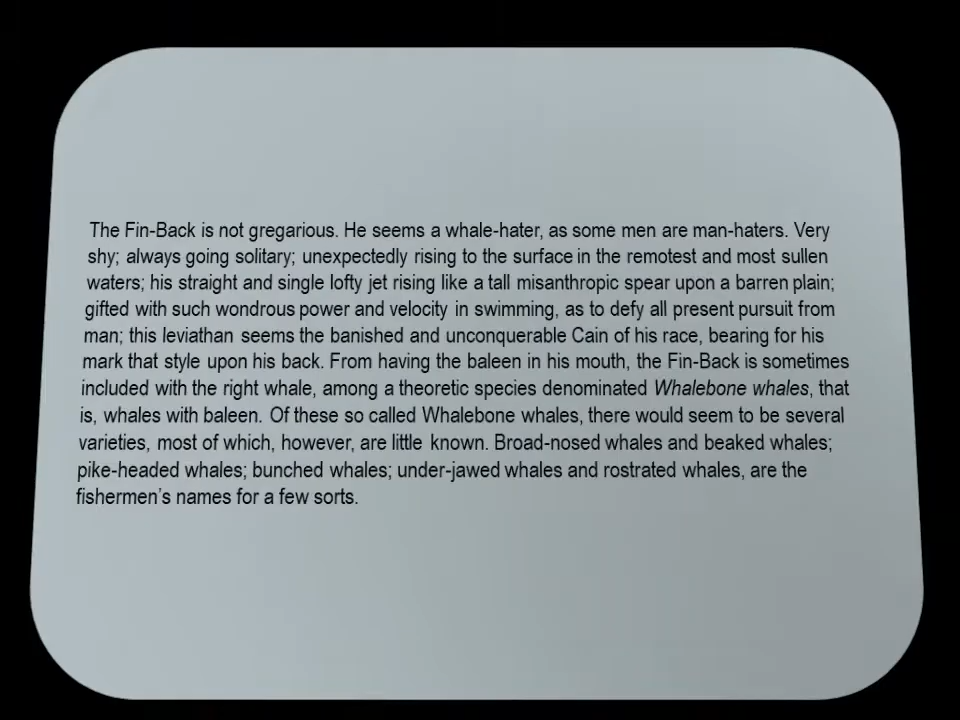 The Fin-Back is not gregarious. He seems a whale-hater, as some men are man-haters. Very
shy; always going solitary; unexpectedly rising to the surface in the remotest and most sullen
waters; his straight and single lofty jet rising like a tall misanthropic spear upon a barren plain;
gifted with such wondrous power and velocity in swimming, as to defy all present pursuit from
man; this leviathan seems the banished and unconquerable Cain of his race, bearing for his
mark that style upon his back. From having the baleen in his mouth, the Fin-Back is sometimes
included with the right whale, among a theoretic species denominated Whalebone whales, that
is, whales with baleen. Of these so called Whalebone whales, there would seem to be several
varieties, most of which, however, are little known. Broad-nosed whales and beaked whales;
pike-headed whales; bunched whales; under-jawed whales and rostrated whales, are the
fishermen's names for a few sorts.